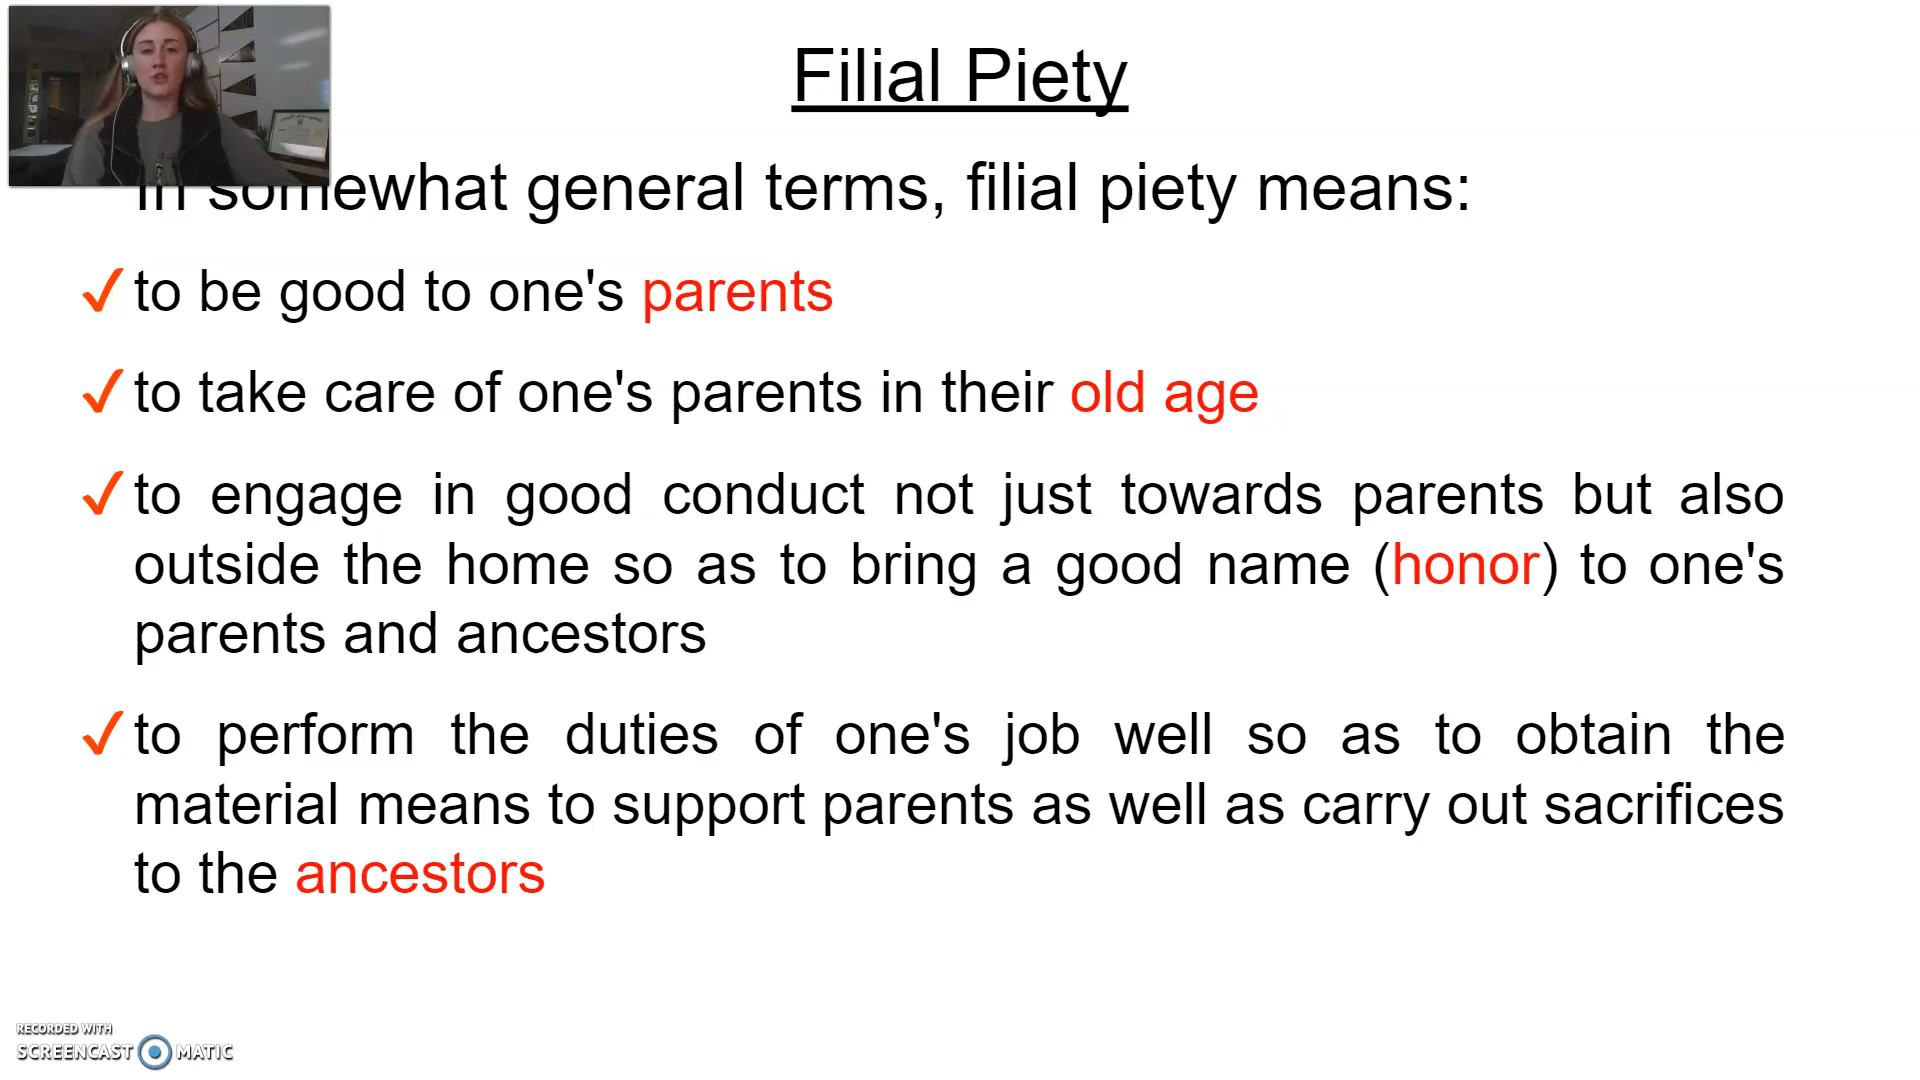 Filial Piety
In somewhat general terms, filial piety means:
✓ to be good to one's parents
✓ to take care of one's parents in their old age
✓ to engage in good conduct not just towards parents but also
outside the home so as to bring a good name (honor) to one's
parents and ancestors
✓ to perform the duties of one's job well so as to obtain the
material means to support parents as well as carry out sacrifices
to the ancestors
RECORDED WITH
SCREENCAST MATIC